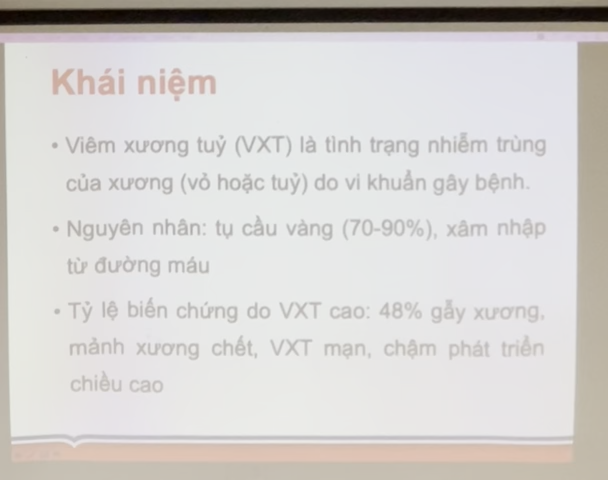 Khái niệm
• Viêm xương tuỷ (VXT) là tình trạng nhiễm trùng
của xương (vỏ hoặc tuỷ) do vi khuẩn gây bệnh.
• Nguyên nhân: tụ cầu vàng (70-90%), xâm nhập
từ đường máu
• Tỷ lệ biến chứng do VXT cao: 48% gẫy xương,
mảnh xương chết, VXT mạn, chậm phát triển
chiều cao